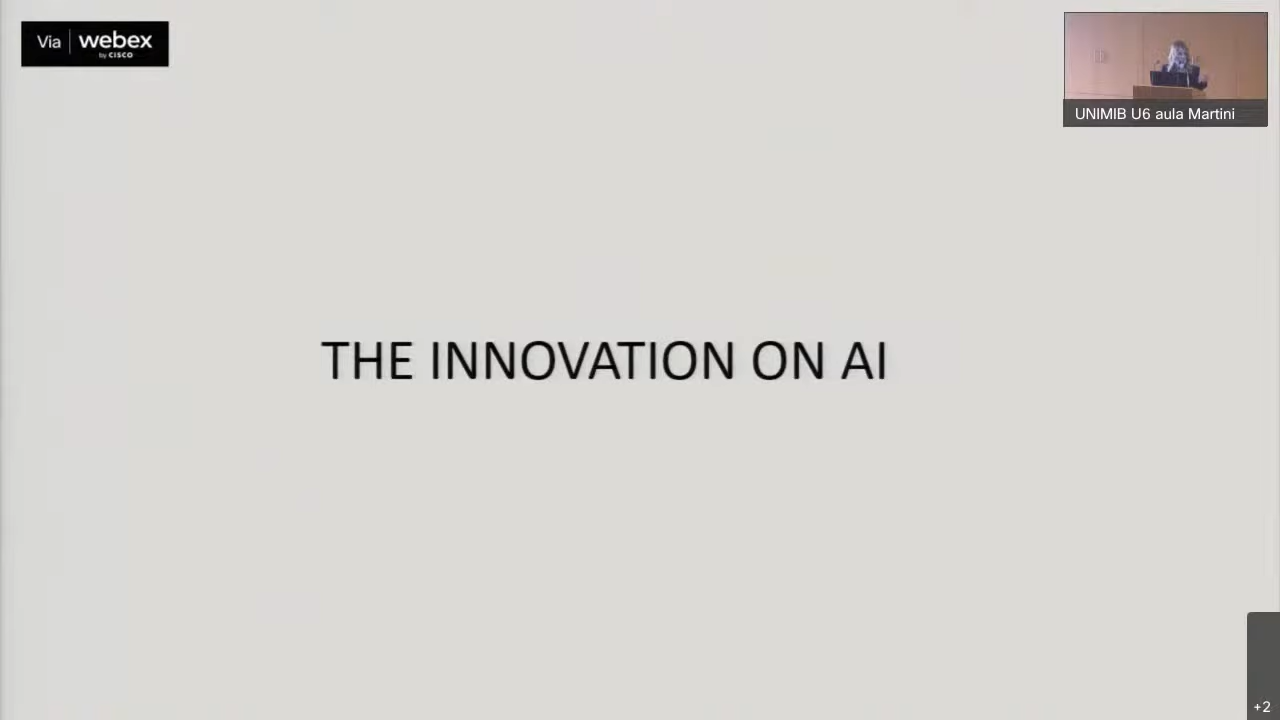 Via webex
by CISCO
UNIMIB U6 aula Martini
THE INNOVATION ON AI
+2